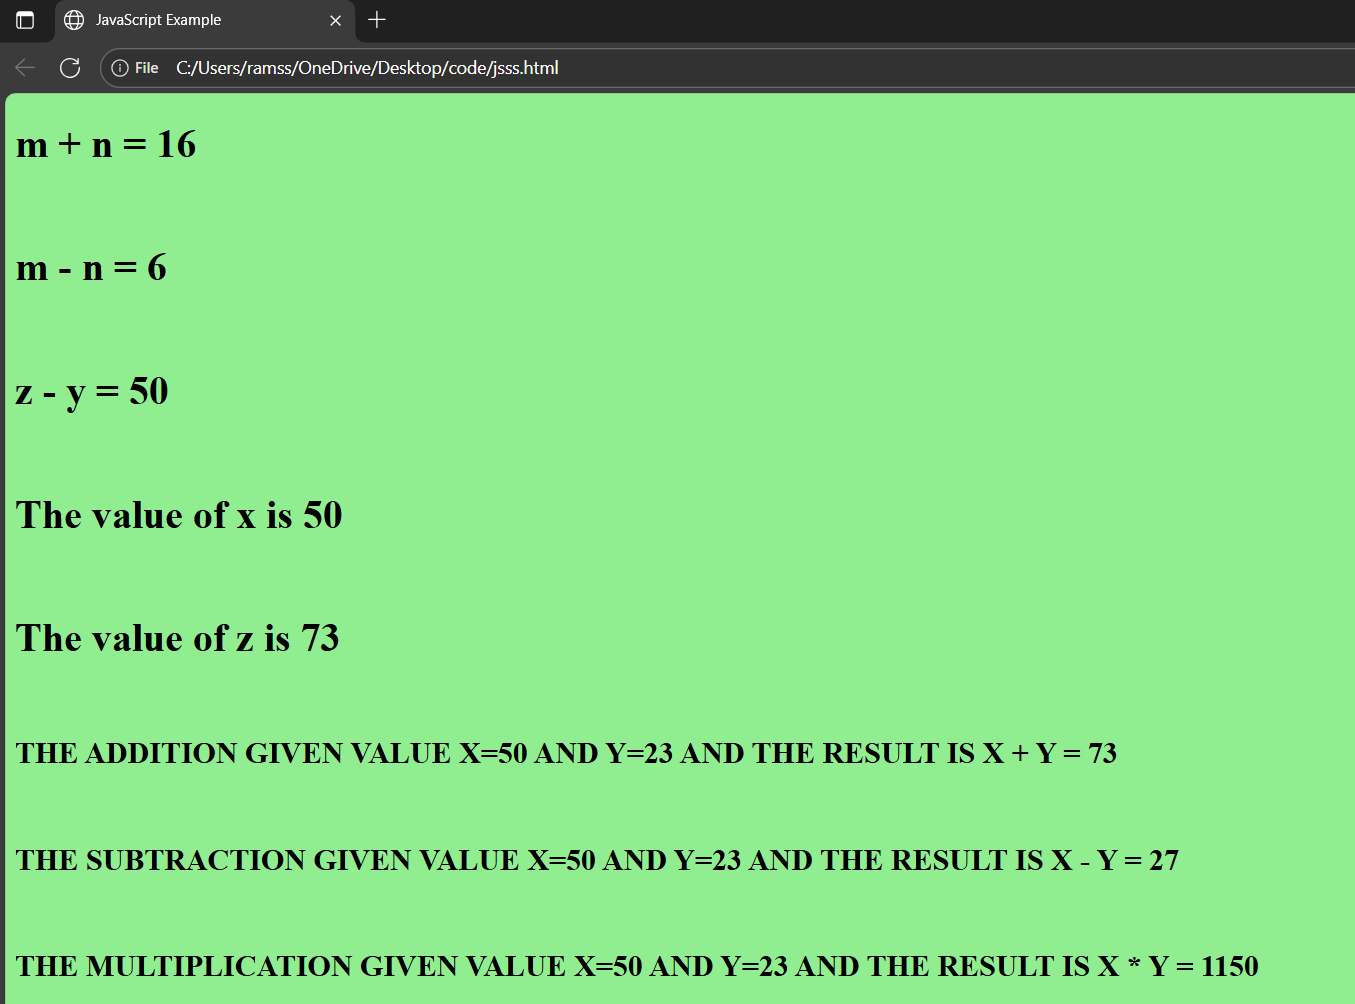 JavaScript Example
File C:/Users/ramss/OneDrive/Desktop/code/jsss.html
m + n = 16
m - n = 6
z - y = 50
The value of x is 50
The value of z is 73
THE ADDITION GIVEN VALUE X=50 AND Y=23 AND THE RESULT IS X + Y = 73
THE SUBTRACTION GIVEN VALUE X=50 AND Y=23 AND THE RESULT IS X - Y = 27
THE MULTIPLICATION GIVEN VALUE X=50 AND Y=23 AND THE RESULT IS X * Y = 1150